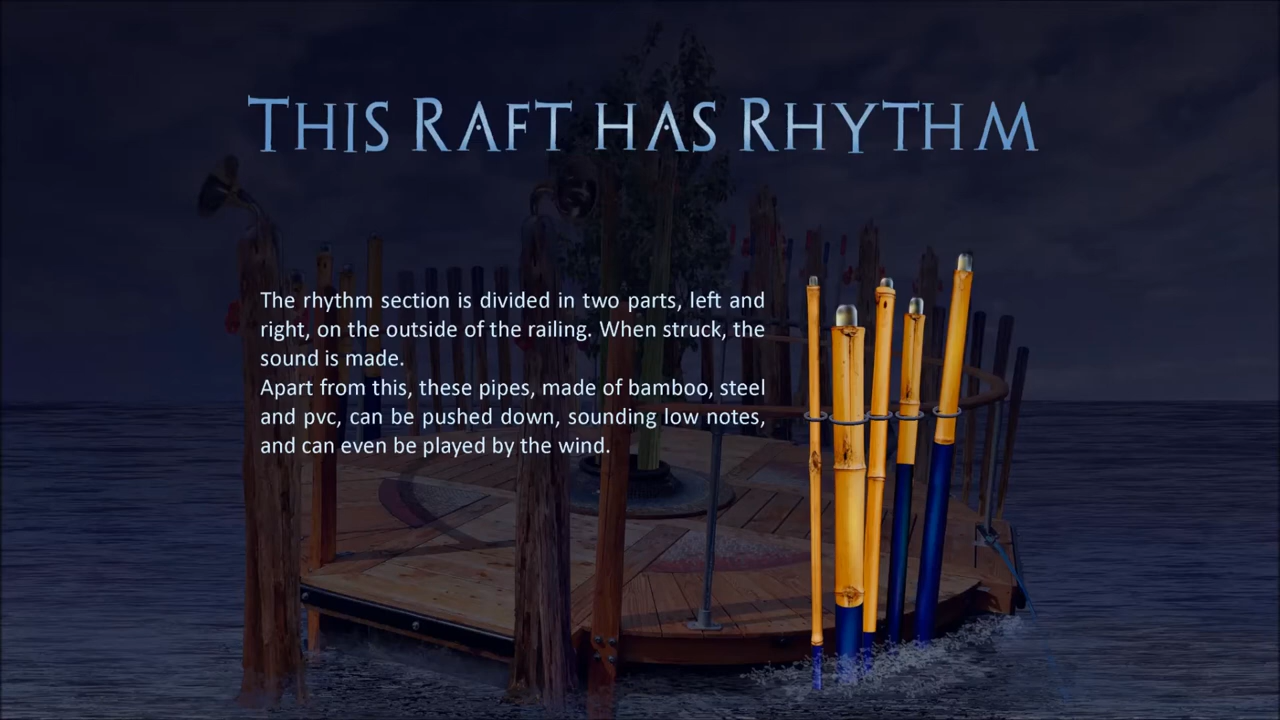 This Raft has Rhythm
The rhythm section is divided in two parts, left and
right, on the outside of the railing. When struck, the
sound is made.
Apart from this, these pipes, made of bamboo, steel
and pvc, can be pushed down, sounding low notes,
and can even be played by the wind.